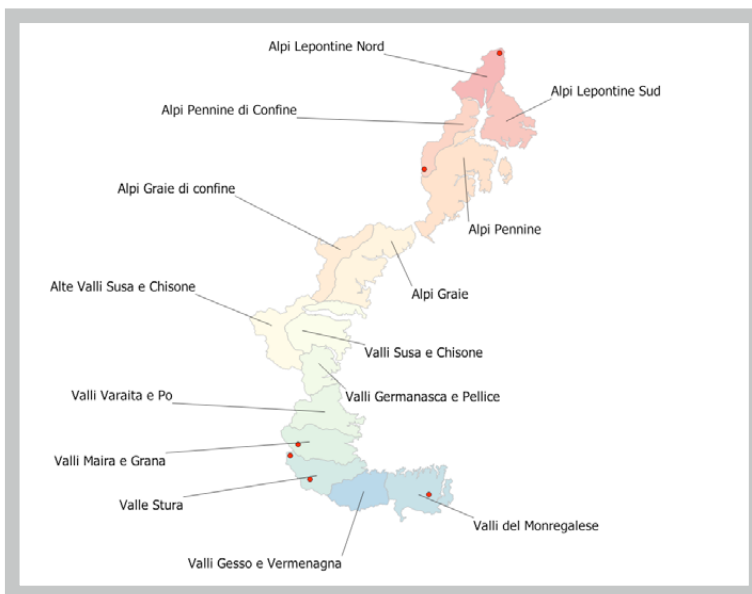 Alpi Lepontine Nord
Alpi Lepontine Sud
Alpi Pennine di Confine
Alpi Graie di confine
Alpi Pennine
Alte Valli Susa e Chisone
Alpi Graie
Valli Susa e Chisone
Valli Varaita e Po
Valli Germanasca e Pellice
Valli Maira e Grana
Valle Stura
Valli del Monregalese
Valli Gesso e Vermenagna